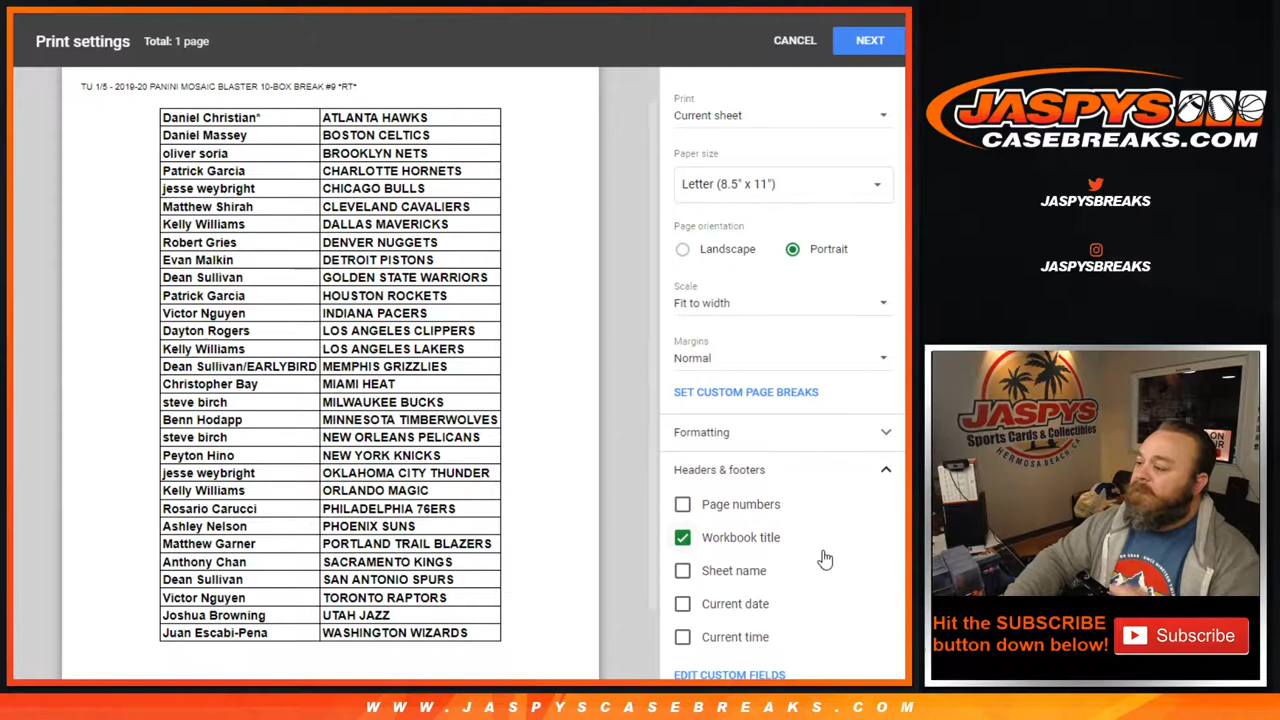 Print settings Total: 1 page CANCEL NEXT
TU 1/5 - 2019-20 PANINI MOSAIC BLASTER 10-BOX BREAK #9 *RT*
Daniel Christian* ATLANTA HAWKS
Daniel Massey BOSTON CELTICS
oliver soria BROOKLYN NETS
Patrick Garcia CHARLOTTE HORNETS
jesse weybright CHICAGO BULLS
Matthew Shirah CLEVELAND CAVALIERS
Kelly Williams DALLAS MAVERICKS
Robert Gries DENVER NUGGETS
Evan Malkin DETROIT PISTONS
Dean Sullivan GOLDEN STATE WARRIORS
Patrick Garcia HOUSTON ROCKETS
Victor Nguyen INDIANA PACERS
Dayton Rogers LOS ANGELES CLIPPERS
Kelly Williams LOS ANGELES LAKERS
Dean Sullivan/EARLYBIRD MEMPHIS GRIZZLIES
Christopher Bay MIAMI HEAT
steve birch MILWAUKEE BUCKS
Benn Hodapp MINNESOTA TIMBERWOLVES
steve birch NEW ORLEANS PELICANS
Peyton Hino NEW YORK KNICKS
jesse weybright OKLAHOMA CITY THUNDER
Kelly Williams ORLANDO MAGIC
Rosario Carucci PHILADELPHIA 76ERS
Ashley Nelson PHOENIX SUNS
Matthew Garner PORTLAND TRAIL BLAZERS
Anthony Chan SACRAMENTO KINGS
Dean Sullivan SAN ANTONIO SPURS
Victor Nguyen TORONTO RAPTORS
Joshua Browning UTAH JAZZ
Juan Escabi-Pena WASHINGTON WIZARDS
Print
Current sheet
Paper size
Letter (8.5" x 11")
Page orientation
Landscape Portrait
Scale
Fit to width
Margins
Normal
SET CUSTOM PAGE BREAKS
Formatting
Headers & footers
Page numbers
Workbook title
Sheet name
Current date
Current time
EDIT CUSTOM FIELDS
JASPYS
CASEBREAKS.COM
JASPYSBREAKS
JASPYSBREAKS
JASPYS
Sports Cards & Collectibles
HERMOSA BEACH, CA
ON
AIR
Hit the SUBSCRIBE
button down below!
Subscribe
WWW.JASPYSCASEBREAKS.COM